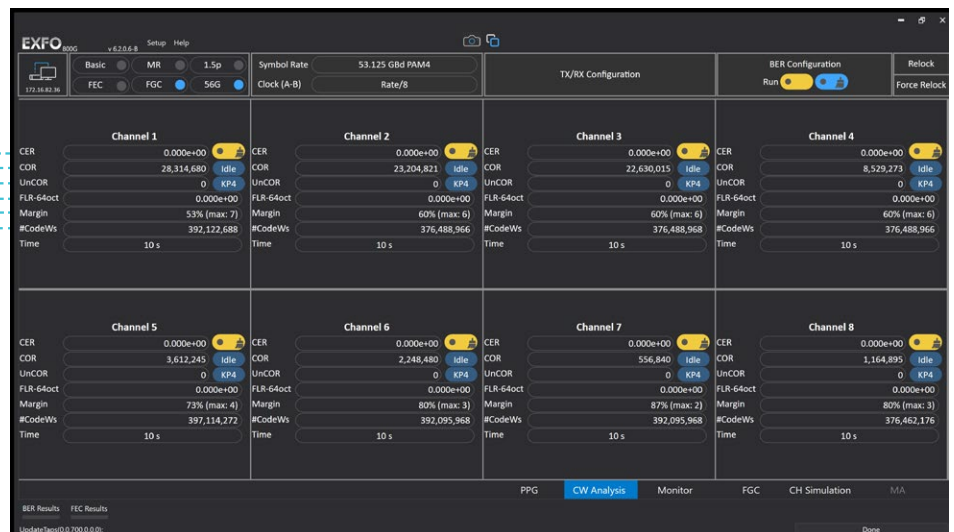 EXFO 800G v 6.2.0.6-8 Setup Help
172.16.82.36
Basic MR 1.5p
FEC FGC 56G
Symbol Rate 53.125 GBd PAM4
Clock (A-B) Rate/8
TX/RX Configuration
BER Configuration
Run
Relock
Force Relock
Channel 1
CER 0.000e+00
COR 28,314,680 Idle
UnCOR 0 KP4
FLR-64oct 0.000e+00
Margin 53% (max: 7)
#CodeWs 392,122,688
Time 10 s
Channel 2
CER 0.000e+00
COR 23,204,821 Idle
UnCOR 0 KP4
FLR-64oct 0.000e+00
Margin 60% (max: 6)
#CodeWs 376,488,966
Time 10 s
Channel 3
CER 0.000e+00
COR 22,630,015 Idle
UnCOR 0 KP4
FLR-64oct 0.000e+00
Margin 60% (max: 6)
#CodeWs 376,488,968
Time 10 s
Channel 4
CER 0.000e+00
COR 8,529,273 Idle
UnCOR 0 KP4
FLR-64oct 0.000e+00
Margin 60% (max: 6)
#CodeWs 376,488,966
Time 10 s
Channel 5
CER 0.000e+00
COR 3,612,245 Idle
UnCOR 0 KP4
FLR-64oct 0.000e+00
Margin 73% (max: 4)
#CodeWs 397,114,272
Time 10 s
Channel 6
CER 0.000e+00
COR 2,248,480 Idle
UnCOR 0 KP4
FLR-64oct 0.000e+00
Margin 80% (max: 3)
#CodeWs 392,095,968
Time 10 s
Channel 7
CER 0.000e+00
COR 556,840 Idle
UnCOR 0 KP4
FLR-64oct 0.000e+00
Margin 87% (max: 2)
#CodeWs 392,095,968
Time 10 s
Channel 8
CER 0.000e+00
COR 1,164,895 Idle
UnCOR 0 KP4
FLR-64oct 0.000e+00
Margin 80% (max: 3)
#CodeWs 376,462,176
Time 10 s
PPG CW Analysis Monitor FGC CH Simulation MA
BER Results FEC Results
UpdateTaps(0.0.700.0.0.0): Done